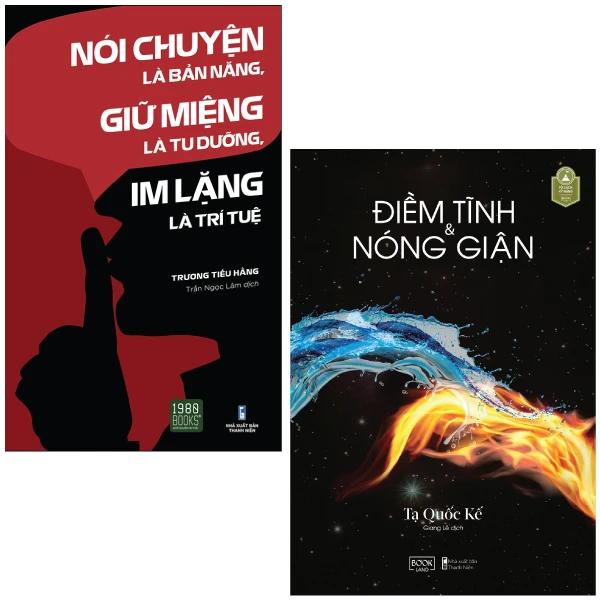 NÓI CHUYỆN
LÀ BẢN NĂNG,
GIỮ MIỆNG
LÀ TU DƯỠNG,
IM LẶNG
LÀ TRÍ TUỆ
TRƯƠNG TIẾU HẰNG
Trần Ngọc Lâm dịch
1980
BOOKS
NHÀ XUẤT BẢN
THANH NIÊN
ĐIỀM TĨNH
&
NÓNG GIẬN
Tạ Quốc Kế
Giang Lê dịch
BOOK
LAND
Nhà xuất bản
Thanh Niên